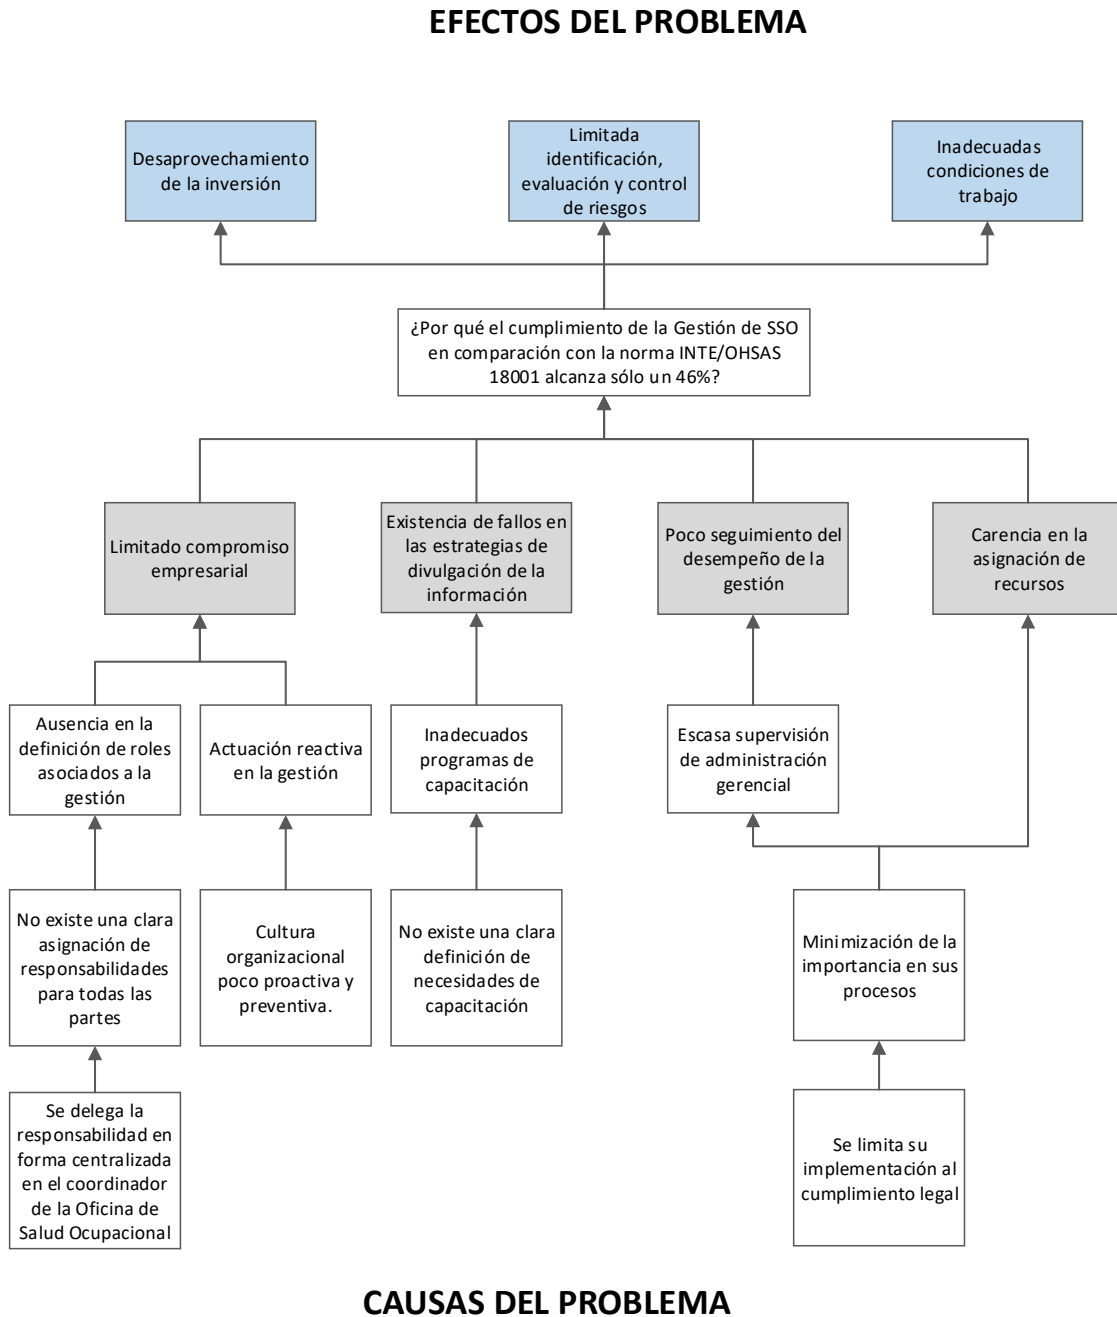 EFECTOS DEL PROBLEMA
Desaprovechamiento
de la inversión
Limitada
identificación,
evaluación y control
de riesgos
Inadecuadas
condiciones de
trabajo
¿Por qué el cumplimiento de la Gestión de SSO
en comparación con la norma INTE/OHSAS
18001 alcanza sólo un 46%?
Limitado compromiso
empresarial
Existencia de fallos en
las estrategias de
divulgación de la
información
Poco seguimiento del
desempeño de la
gestión
Carencia en la
asignación de
recursos
Ausencia en la
definición de roles
asociados a la
gestión
Actuación reactiva
en la gestión
Inadecuados
programas de
capacitación
Escasa supervisión
de administración
gerencial
No existe una clara
asignación de
responsabilidades
para todas las
partes
Cultura
organizacional
poco proactiva y
preventiva.
No existe una clara
definición de
necesidades de
capacitación
Minimización de la
importancia en sus
procesos
Se delega la
responsabilidad en
forma centralizada
en el coordinador
de la Oficina de
Salud Ocupacional
Se limita su
implementación al
cumplimiento legal
CAUSAS DEL PROBLEMA